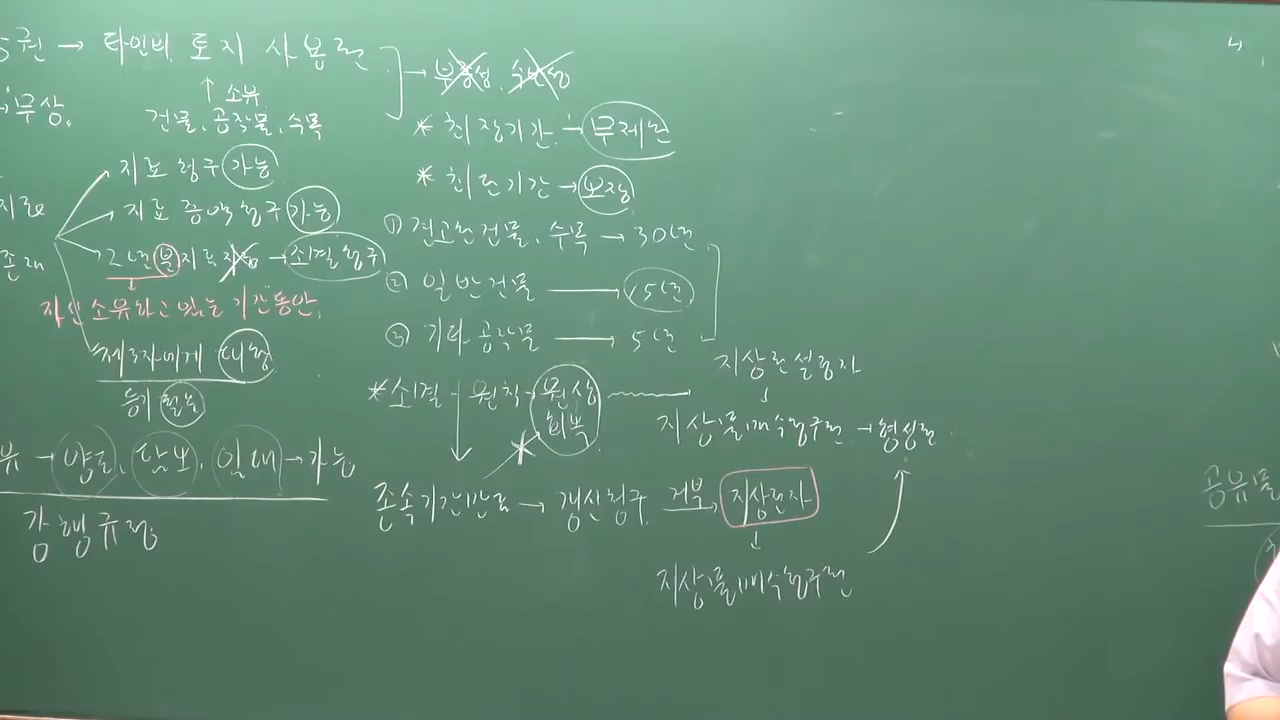 5권 → 타인의 토지 사용권
↑ 소유
건물, 공작물, 수목
무상.
지료
존재
지료 청구 가능
지료 증액청구 가능
2년분 지료 → 소멸청구
자신 소유하고 있는 기간동안.
제3자에게 대항
등기 필요
유 → 양도, 담보, 임대 → 가능
강행규정.
→ 부종성, 수반성
* 최장기간 → 무제한
* 최단기간 → 보장
① 견고한 건물, 수목 → 30년
② 일반건물 → 15년
③ 기타 공작물 → 5년
* 소멸 원칙 원상회복
지상권설정자
↓
지상물매수청구권 → 형성권
존속기간만료 → 갱신청구 거부 → 지상권자
↓
지상물매수청구권
공유물